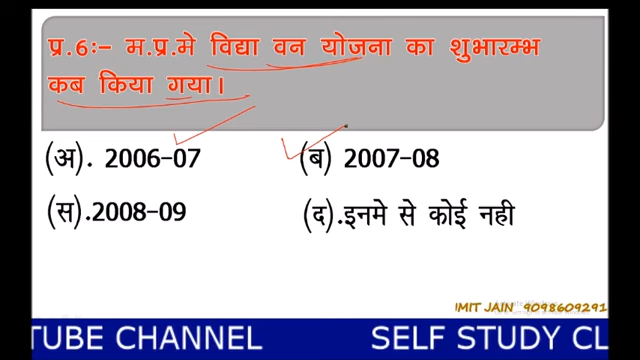 प्र.6ः- म.प्र.मे विद्या वन योजना का शुभारम्भ
कब किया गया।
(अ). 2006-07
(ब) 2007-08
(स).2008-09
(द).इनमे से कोई नही
MIT JAIN 9098609291
TUBE CHANNEL SELF STUDY CL